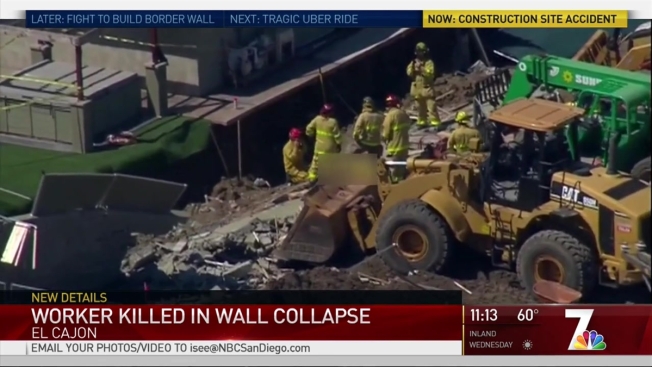 LATER: FIGHT TO BUILD BORDER WALL
NEXT: TRAGIC UBER RIDE
NOW: CONSTRUCTION SITE ACCIDENT
CAT
NEW DETAILS
WORKER KILLED IN WALL COLLAPSE
EL CAJON
EMAIL YOUR PHOTOS/VIDEO TO isee@NBCSanDiego.com
11:13 60°
INLAND
WEDNESDAY
7